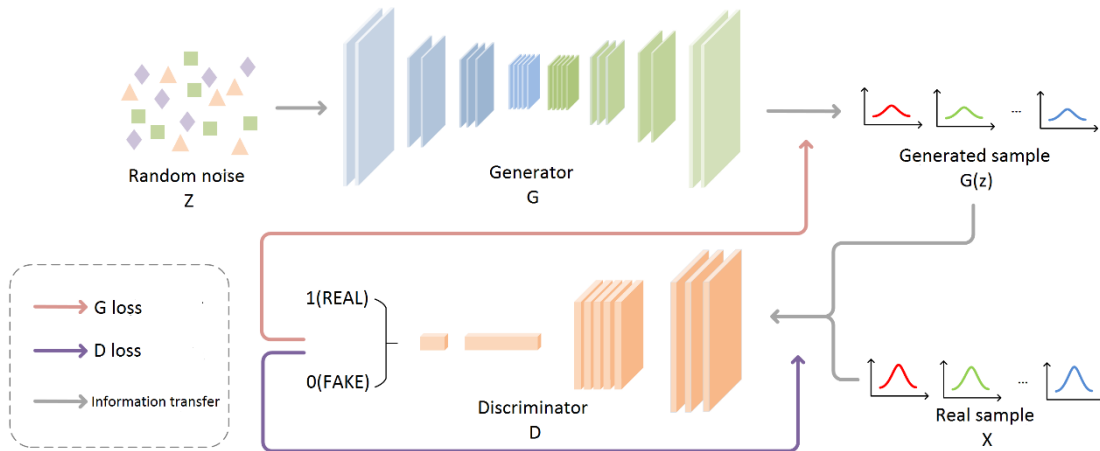 Random noise
Z
Generator
G
...
Generated sample
G(z)
G loss
D loss
Information transfer
1(REAL)
0(FAKE)
Discriminator
D
...
Real sample
X